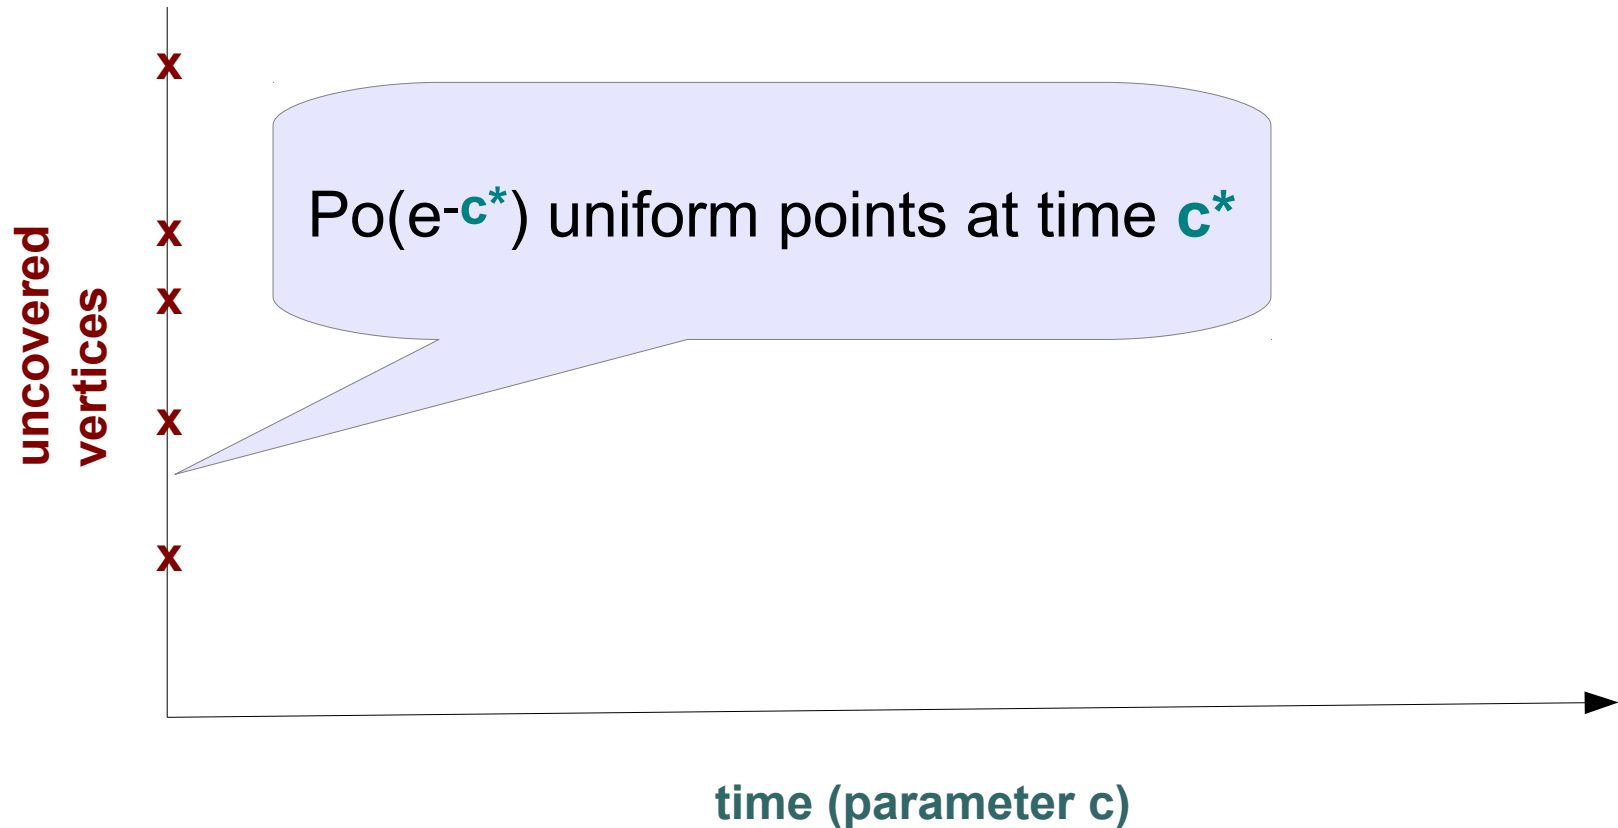 x
Po(e-c*) uniform points at time c*
x
x
uncovered
vertices
x
x
time (parameter c)